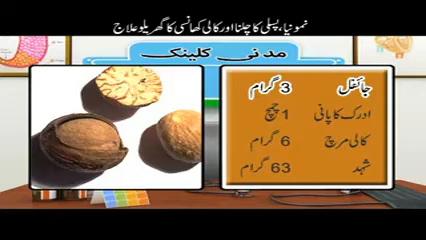 نمونیا، پسلی کا چلنا اور کالی کھانسی کا گھریلو علاج
مدنی کلینک
جائفل 3 گرام
ادرک کا پانی 1 چمچ
کالی مرچ 6 گرام
شہد 63 گرام